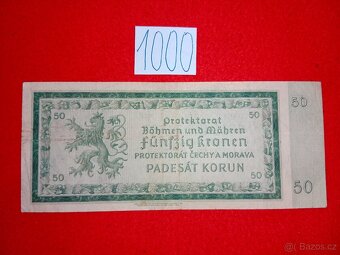 1000
50
50
50
Protektorat
Böhmen und Mähren
Fünfzig Kronen
PROTEKTORÁT ČECHY A MORAVA
PADESÁT KORUN
50
50
50
Bazos.cz